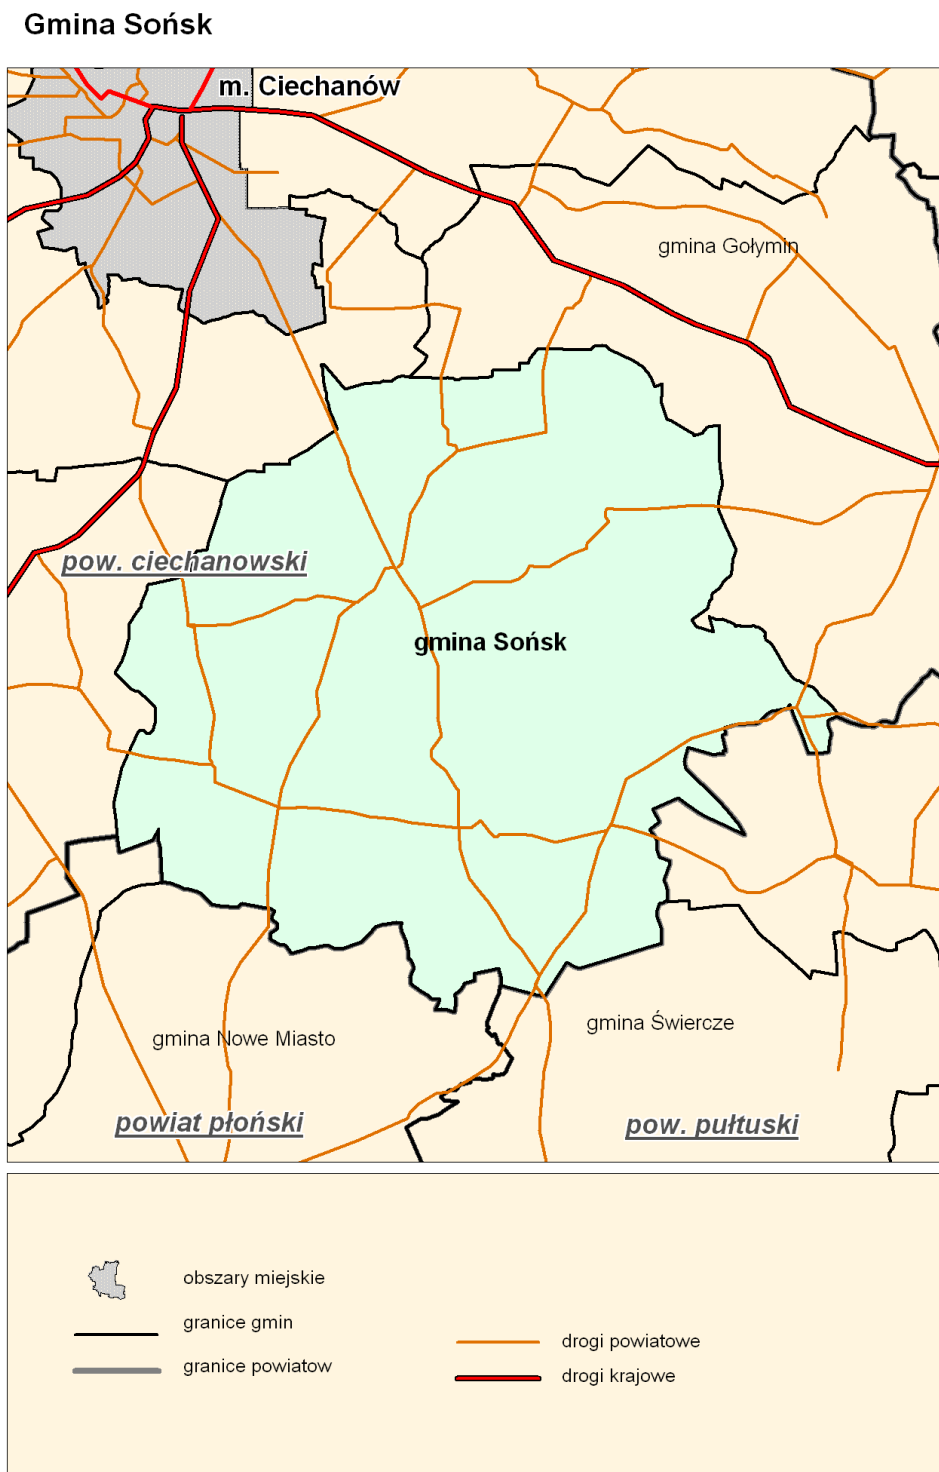 Gmina Sońsk
m. Ciechanów
gmina Gołymin
pow. ciechanowski
gmina Sońsk
gmina Świercze
gmina Nowe Miasto
powiat płoński
pow. pułtuski
obszary miejskie
granice gmin
granice powiatow
drogi powiatowe
drogi krajowe